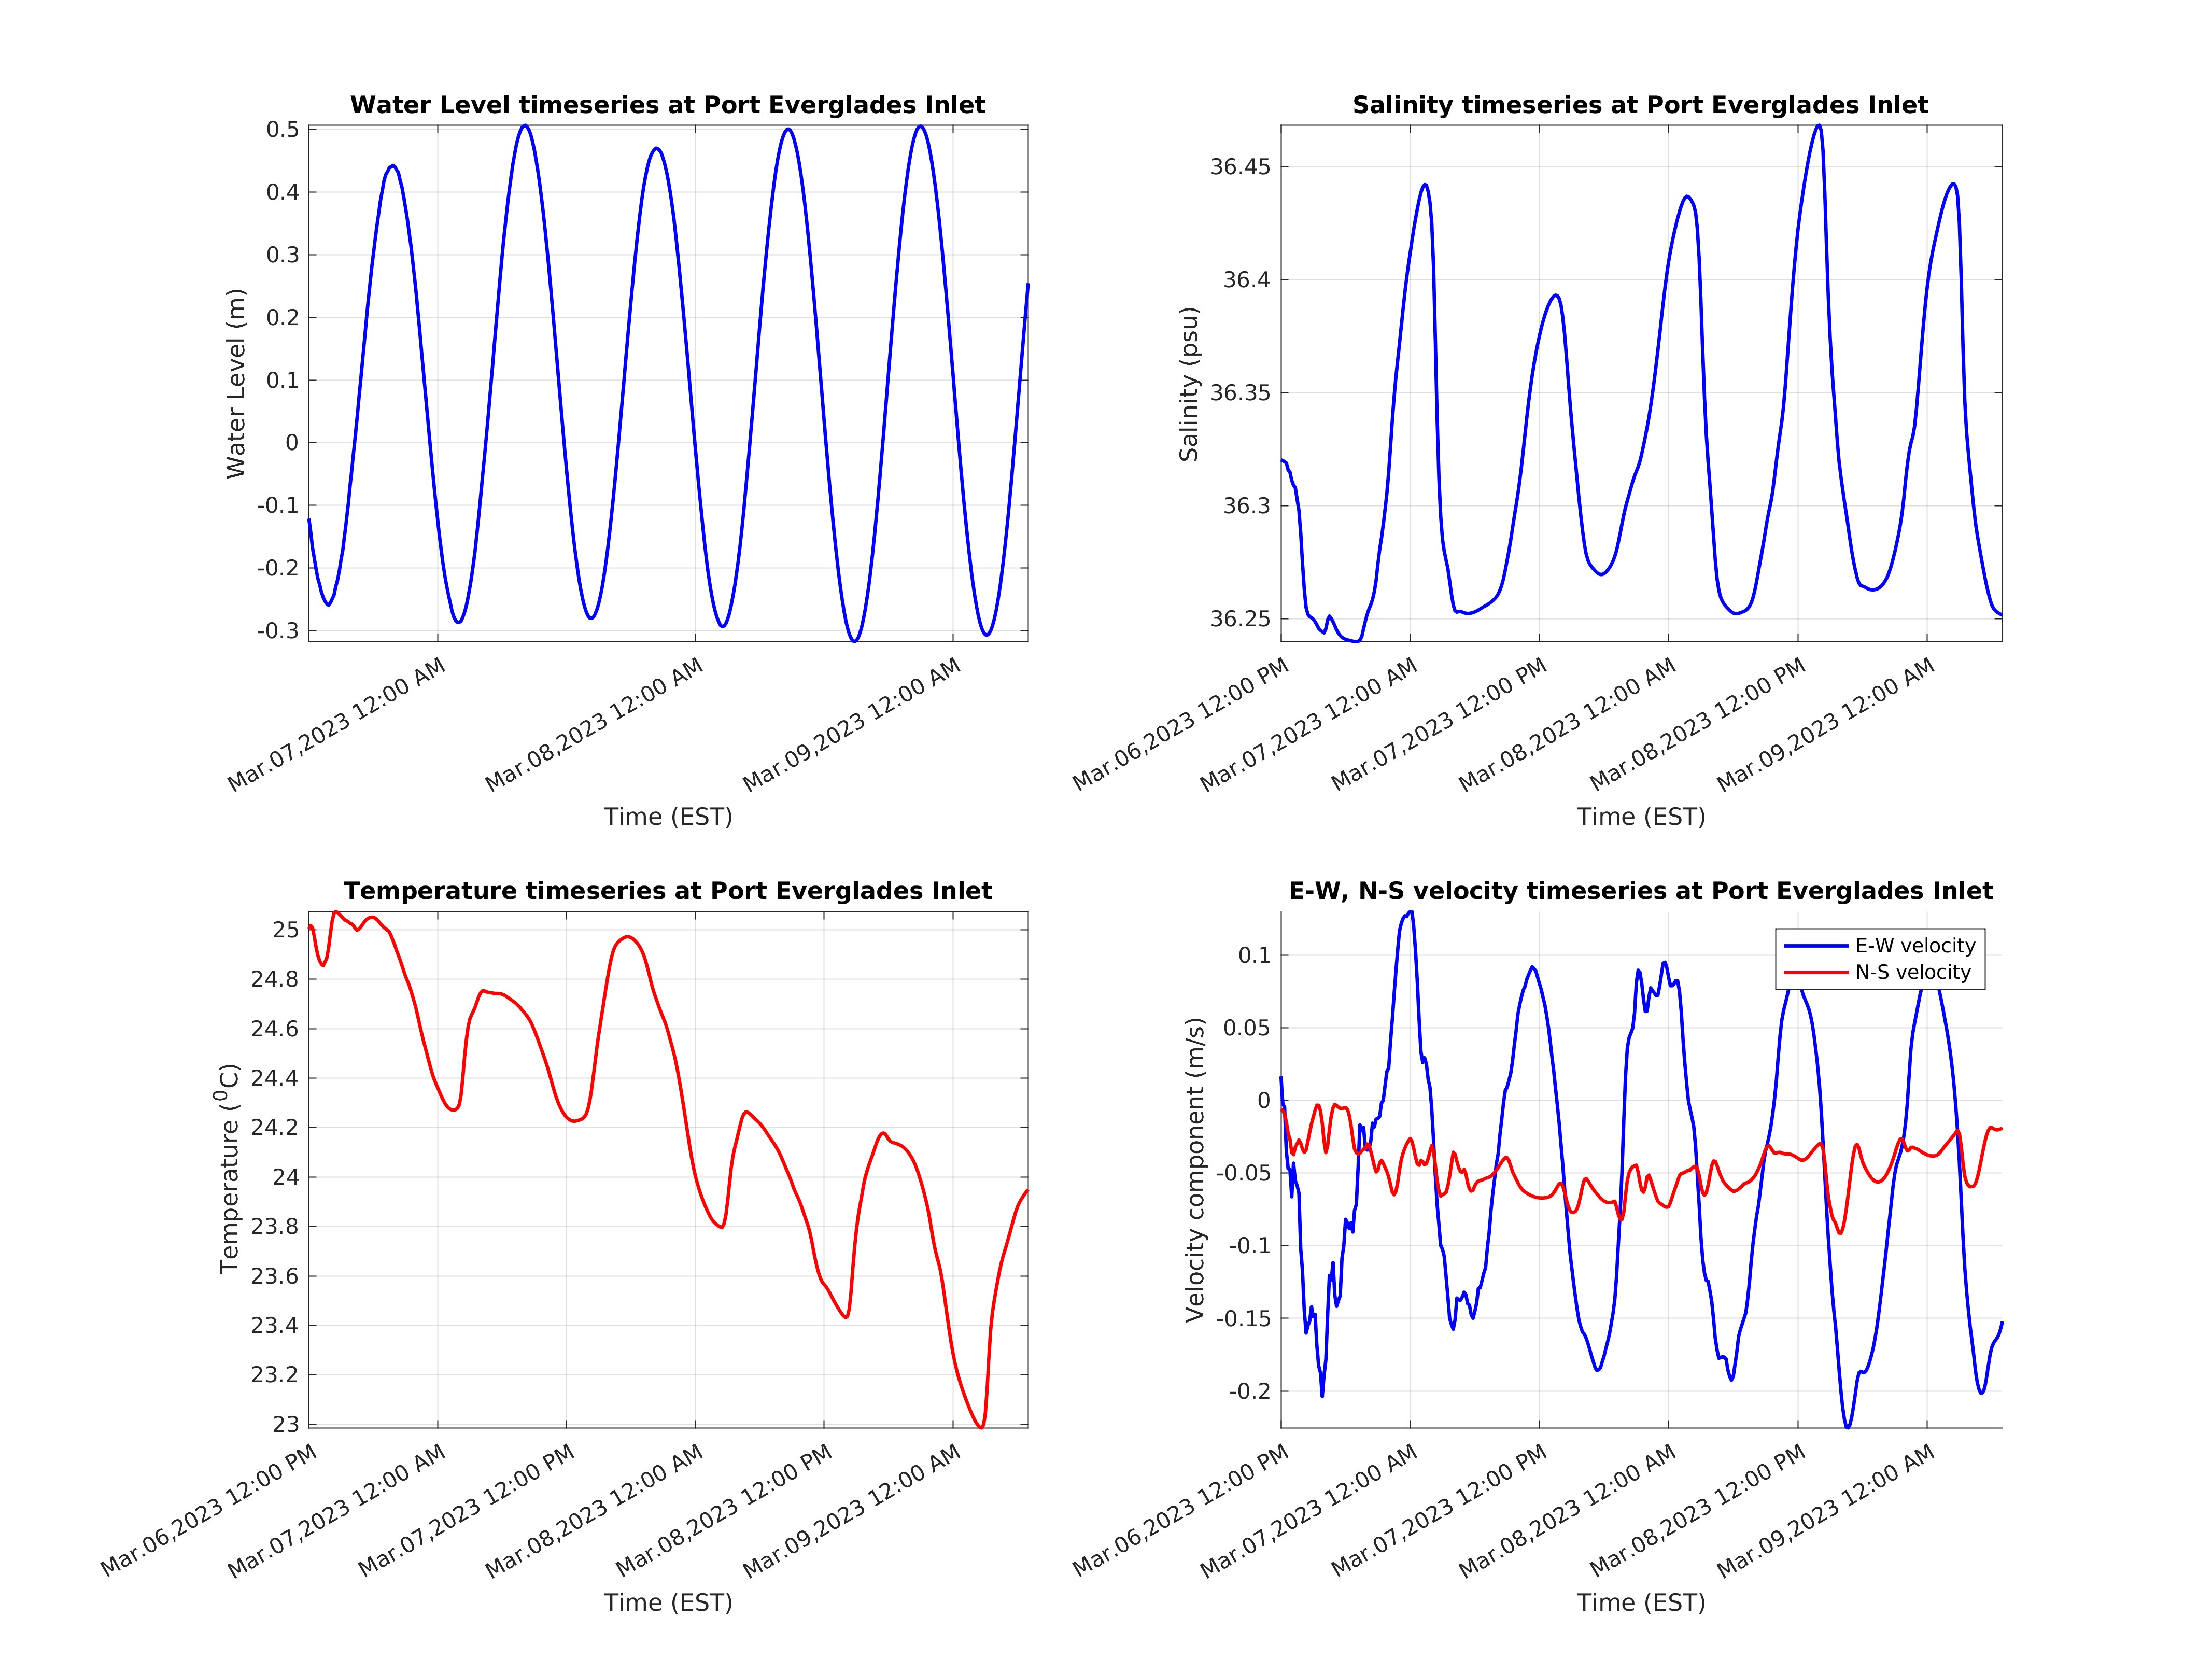 Water Level timeseries at Port Everglades Inlet
0.5
0.4
0.3
0.2
0.1
0
-0.1
-0.2
-0.3
Water Level (m)
Mar.07,2023 12:00 AM
Mar.08,2023 12:00 AM
Mar.09,2023 12:00 AM
Time (EST)
Salinity timeseries at Port Everglades Inlet
36.45
36.4
36.35
36.3
36.25
Salinity (psu)
Mar.06,2023 12:00 PM
Mar.07,2023 12:00 AM
Mar.07,2023 12:00 PM
Mar.08,2023 12:00 AM
Mar.08,2023 12:00 PM
Mar.09,2023 12:00 AM
Time (EST)
Temperature timeseries at Port Everglades Inlet
25
24.8
24.6
24.4
24.2
24
23.8
23.6
23.4
23.2
23
Temperature (⁰C)
Mar.06,2023 12:00 PM
Mar.07,2023 12:00 AM
Mar.07,2023 12:00 PM
Mar.08,2023 12:00 AM
Mar.08,2023 12:00 PM
Mar.09,2023 12:00 AM
Time (EST)
E-W, N-S velocity timeseries at Port Everglades Inlet
E-W velocity
N-S velocity
0.1
0.05
0
-0.05
-0.1
-0.15
-0.2
Velocity component (m/s)
Mar.06,2023 12:00 PM
Mar.07,2023 12:00 AM
Mar.07,2023 12:00 PM
Mar.08,2023 12:00 AM
Mar.08,2023 12:00 PM
Mar.09,2023 12:00 AM
Time (EST)